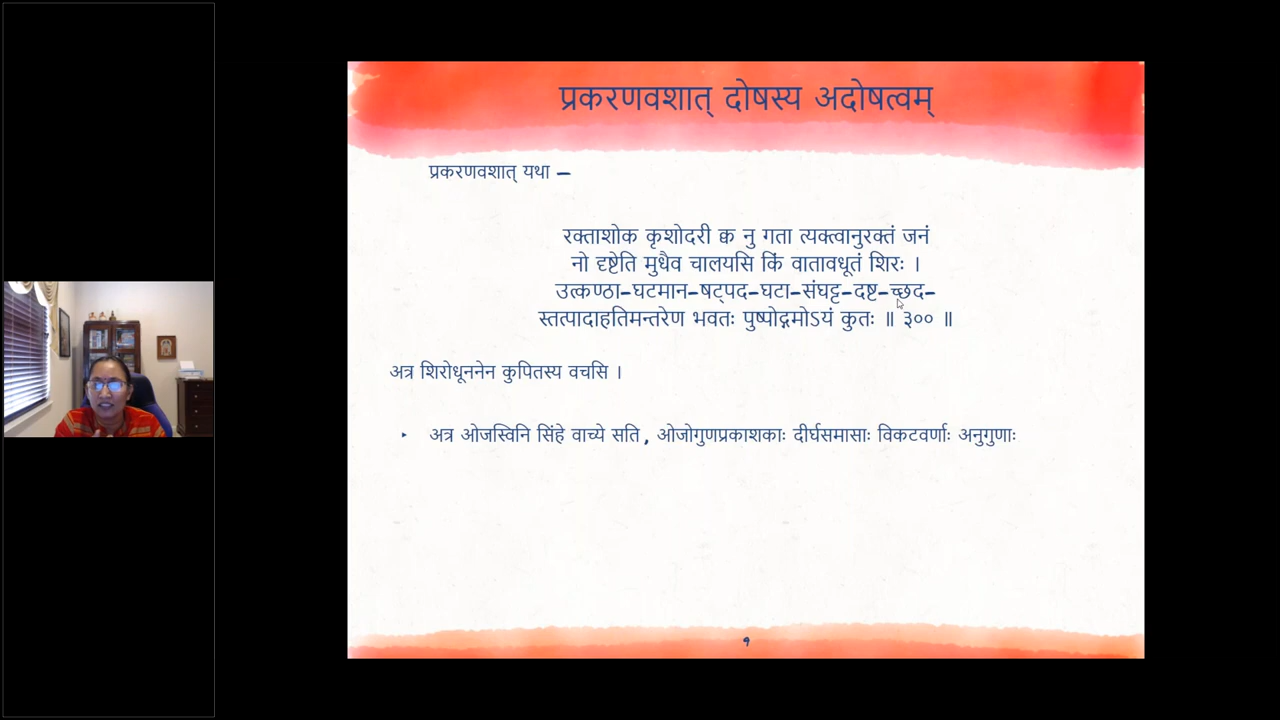 प्रकरणवशात् दोषस्य अदोषत्वम्
प्रकरणवशात् यथा –
रक्ताशोक कृशोदरी क्व नु गता त्यक्त्वानुरक्तं जनं
नो दृष्टेति मुधैव चालयसि किं वातावधूतं शिरः ।
उत्कण्ठा-घटमान-षट्पद-घटा-संघट्ट-दष्ट-च्छद-
स्तत्पादाहतिमन्तरेण भवतः पुष्पोद्गमोऽयं कुतः ॥ ३०० ॥
अत्र शिरोधूननेन कुपितस्य वचसि ।
‣ अत्र ओजस्विनि सिंहे वाच्ये सति , ओजोगुणप्रकाशकाः दीर्घसमासाः विकटवर्णाः अनुगुणाः
१